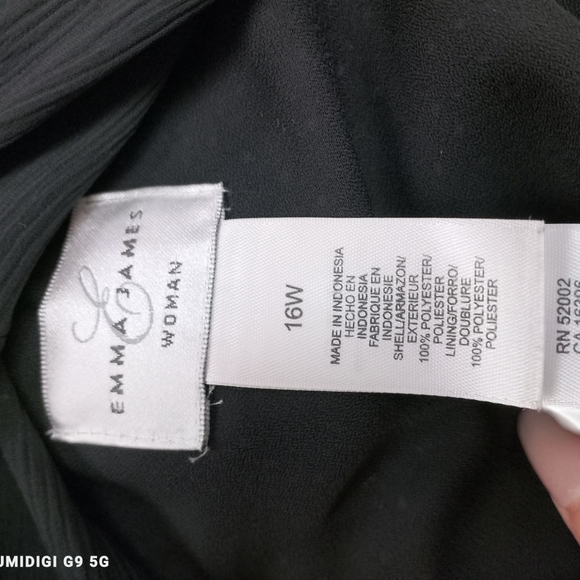 EMMA JAMES
WOMAN
16W
MADE IN INDONESIA
HECHO EN
INDONESIA
FABRIQUE EN
INDONESIE
SHELL/ARMAZON/
EXTERIEUR
100% POLYESTER/
POLIESTER
LINING/FORRO/
DOUBLURE
100% POLYESTER/
POLIESTER
RN 52002
UMIDIGI G9 5G